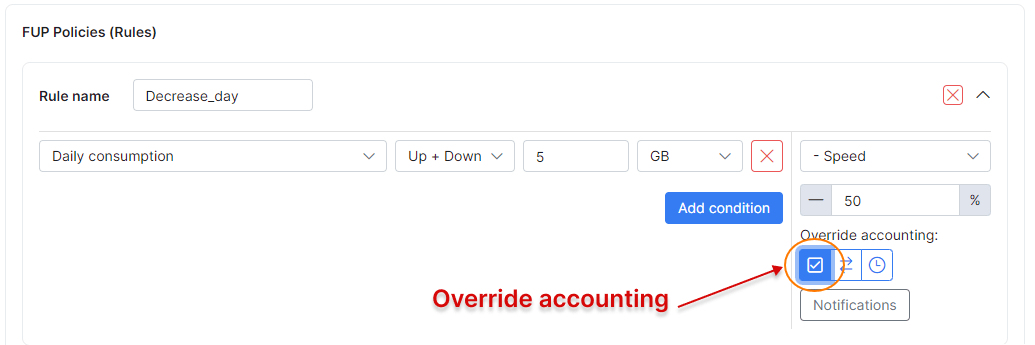 FUP Policies (Rules)
Rule name Decrease_day
Daily consumption Up + Down 5 GB - Speed
— 50 %
Add condition
Override accounting:
Override accounting
Notifications